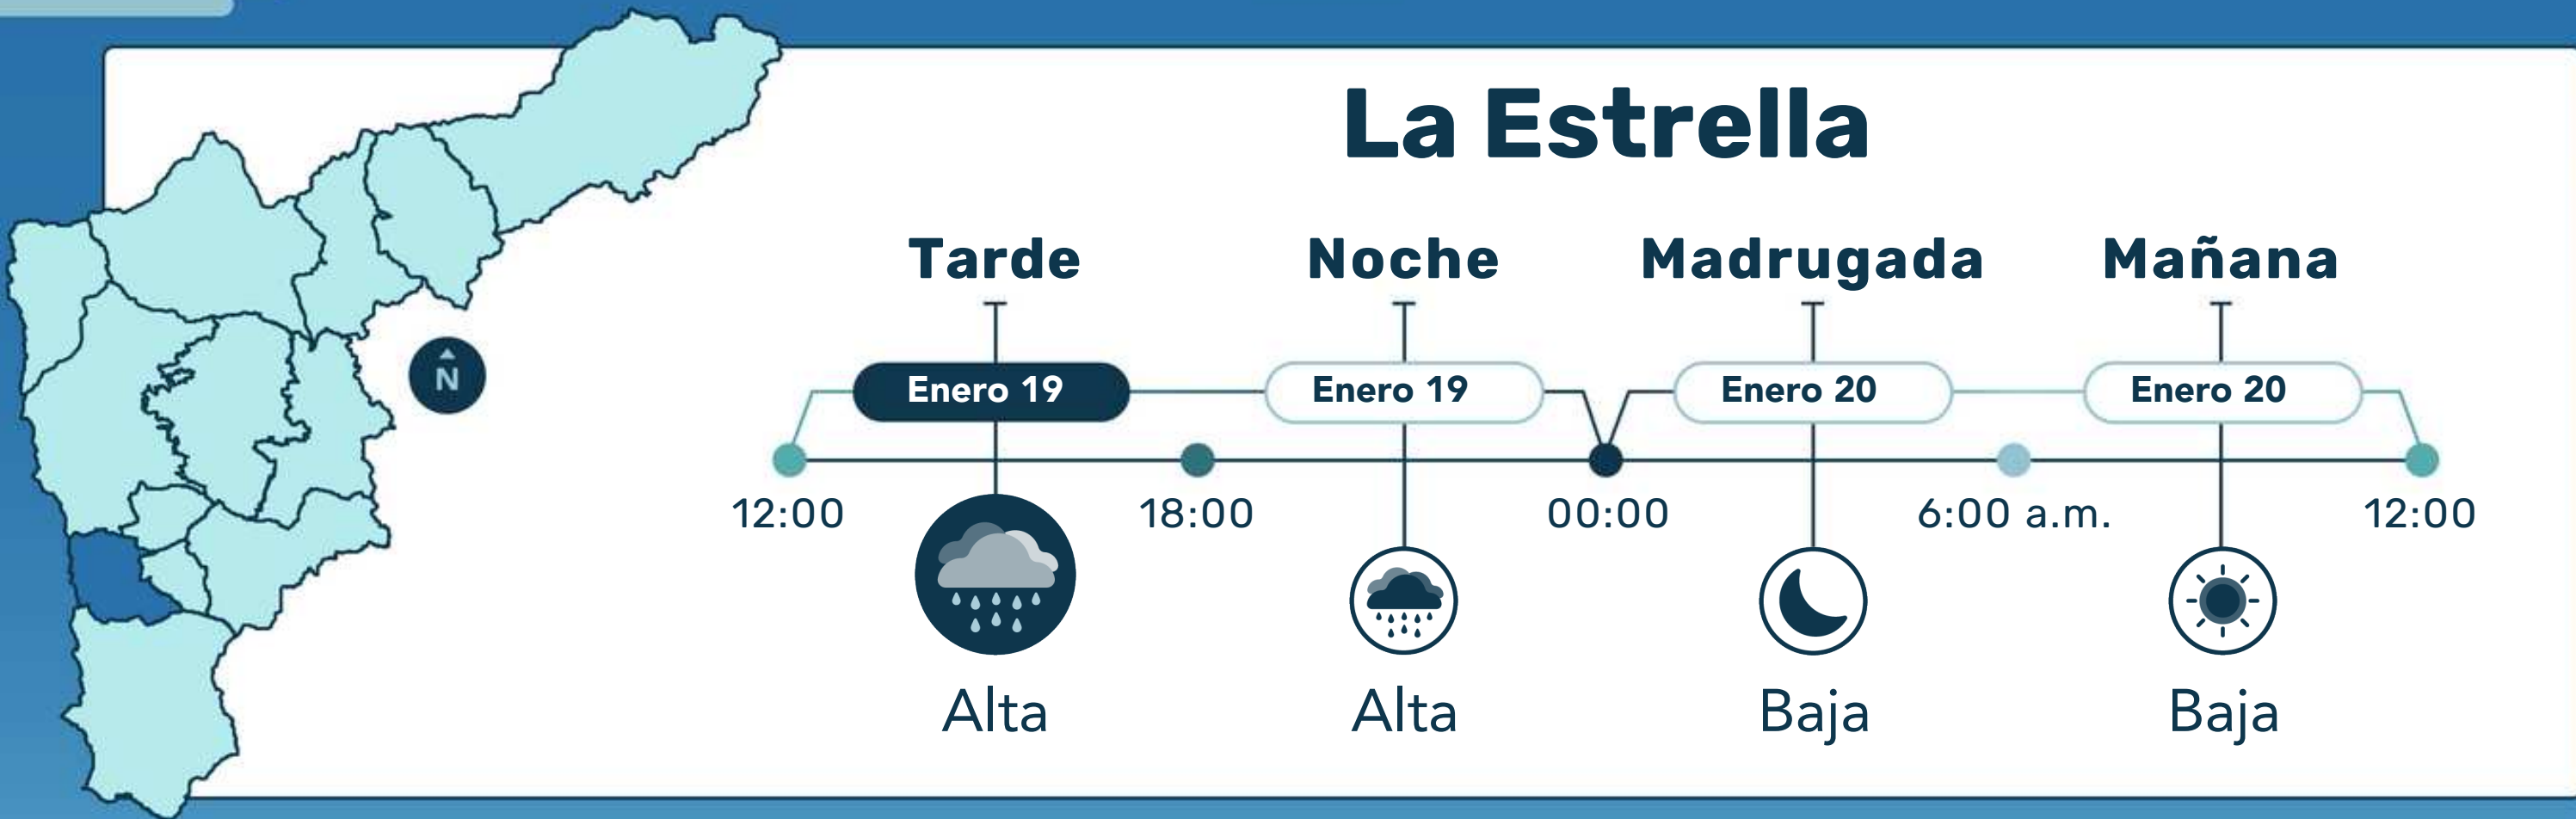 La Estrella
Tarde
Noche
Madrugada
Mañana
Enero 19
Enero 19
Enero 20
Enero 20
N
12:00
18:00
00:00
6:00 a.m.
12:00
Alta
Alta
Baja
Baja